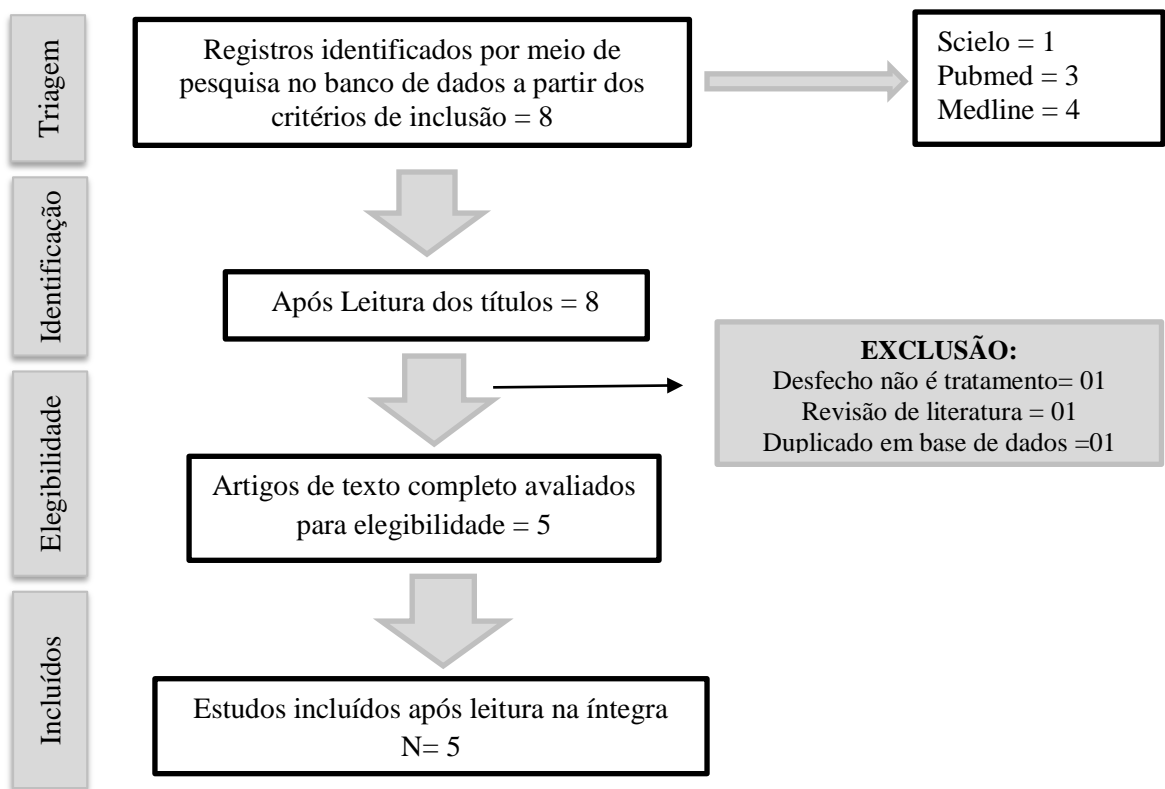 Triagem
Registros identificados por meio de
pesquisa no banco de dados a partir dos
critérios de inclusão = 8
Scielo = 1
Pubmed = 3
Medline = 4
Identificação
Após Leitura dos títulos = 8
EXCLUSÃO:
Desfecho não é tratamento= 01
Revisão de literatura = 01
Duplicado em base de dados =01
Elegibilidade
Artigos de texto completo avaliados
para elegibilidade = 5
Incluídos
Estudos incluídos após leitura na íntegra
N= 5